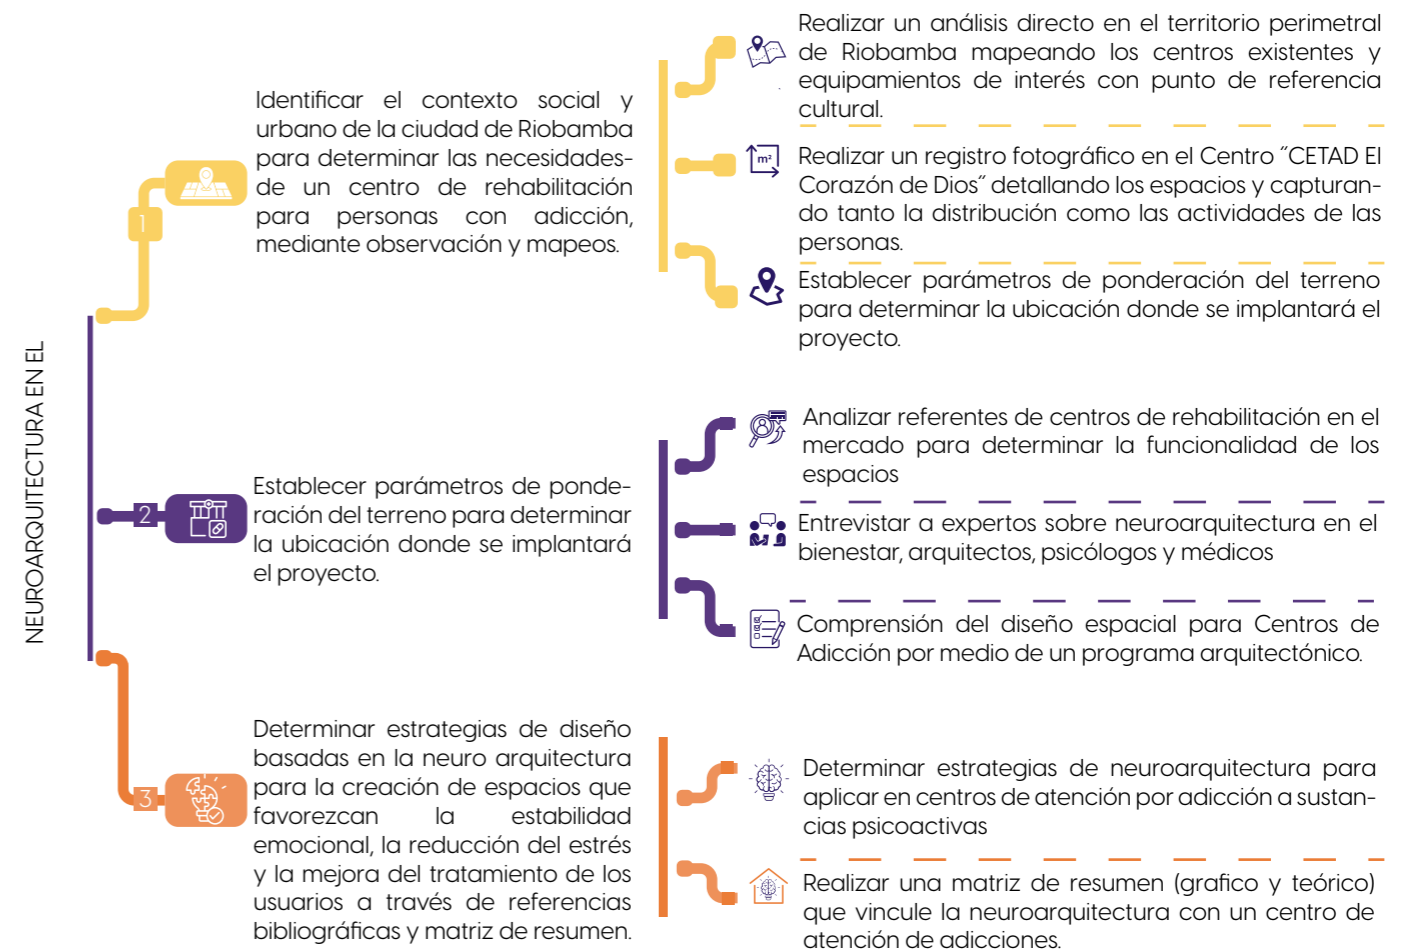 NEUROARQUITECTURA EN EL
1
Identificar el contexto social y
urbano de la ciudad de Riobamba
para determinar las necesidades-
de un centro de rehabilitación
para personas con adicción,
mediante observación y mapeos.
Realizar un análisis directo en el territorio perimetral
de Riobamba mapeando los centros existentes y
equipamientos de interés con punto de referencia
cultural.
m²
Realizar un registro fotográfico en el Centro "CETAD El
Corazón de Dios" detallando los espacios y capturan-
do tanto la distribución como las actividades de las
personas.
Establecer parámetros de ponderación del terreno
para determinar la ubicación donde se implantará el
proyecto.
2
Establecer parámetros de ponde-
ración del terreno para determinar
la ubicación donde se implantará
el proyecto.
Analizar referentes de centros de rehabilitación en el
mercado para determinar la funcionalidad de los
espacios
Entrevistar a expertos sobre neuroarquitectura en el
bienestar, arquitectos, psicólogos y médicos
Comprensión del diseño espacial para Centros de
Adicción por medio de un programa arquitectónico.
3
Determinar estrategias de diseño
basadas en la neuro arquitectura
para la creación de espacios que
favorezcan la estabilidad
emocional, la reducción del estrés
y la mejora del tratamiento de los
usuarios a través de referencias
bibliográficas y matriz de resumen.
Determinar estrategias de neuroarquitectura para
aplicar en centros de atención por adicción a sustan-
cias psicoactivas
Realizar una matriz de resumen (grafico y teórico)
que vincule la neuroarquitectura con un centro de
atención de adicciones.